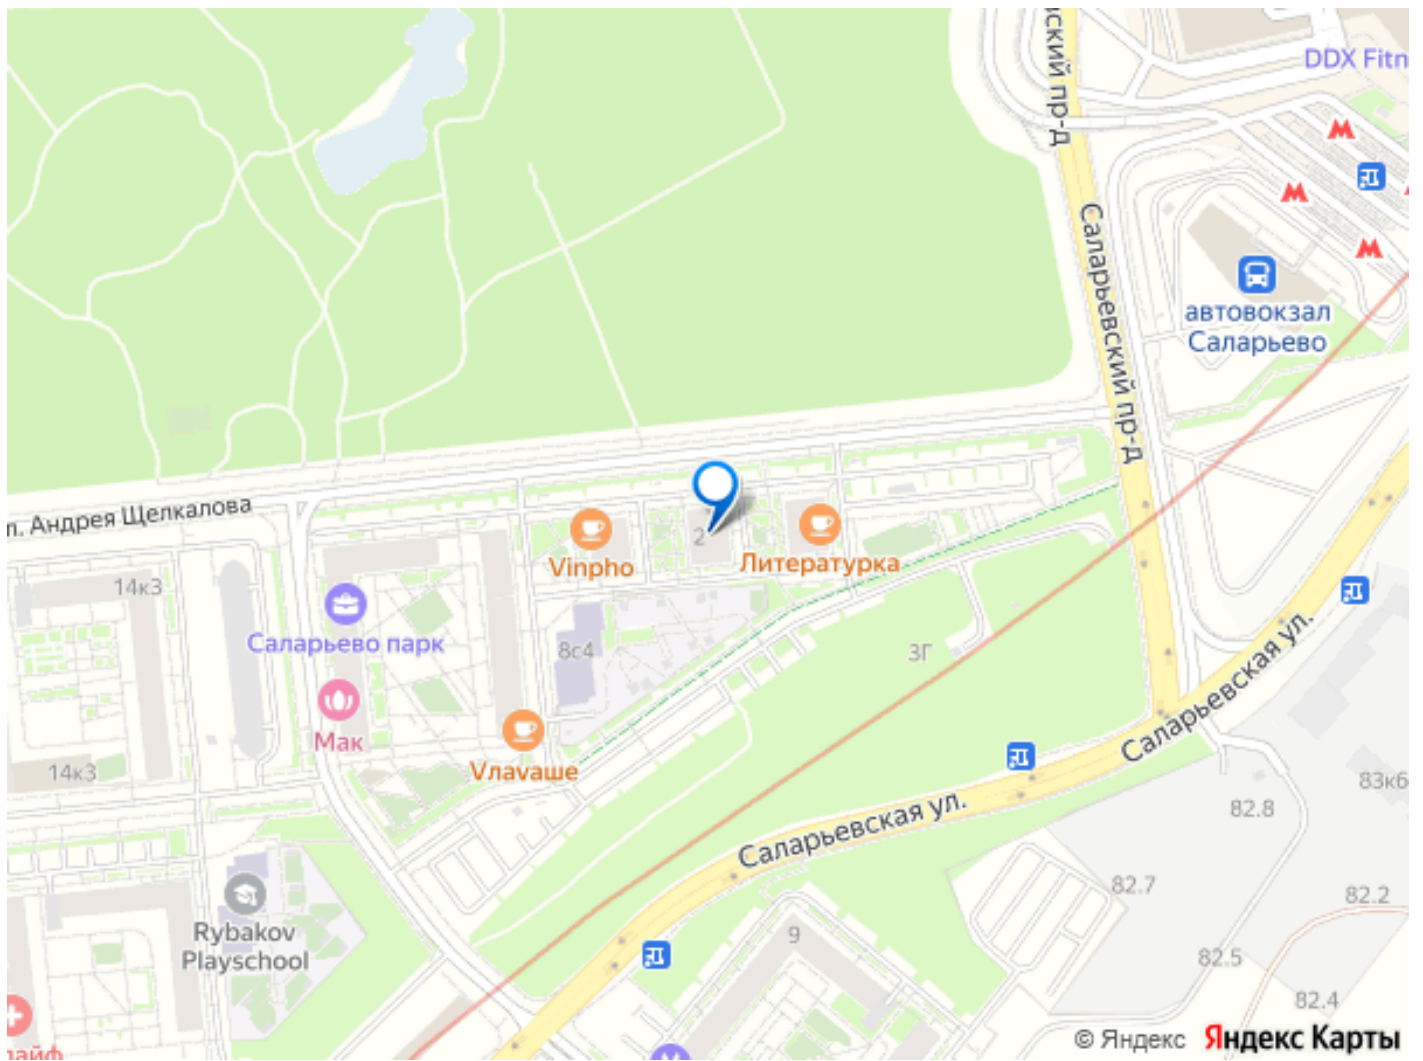 ский пр-д
DDX Fitn
Саларьевский пр-д
автовокзал
Саларьево
л. Андрея Щелкалова
Vinpho
2
Литературка
14к3
Саларьево парк
8с4
3Г
Мак
Vлаvаше
14к3
Саларьевская ул.
Саларьевская ул.
83к6
82.8
82.7
82.2
Rybakov
Playschool
9
82.5
82.4
лайф
© Яндекс Яндекс Карты